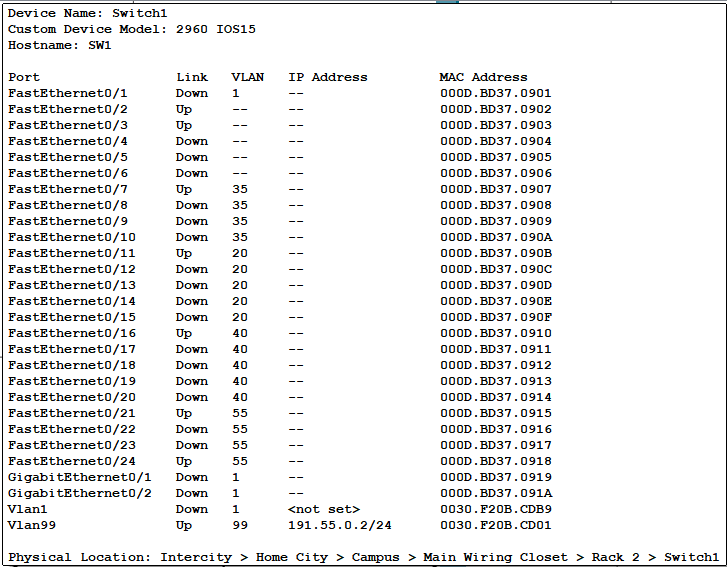 Device Name: Switch1
Custom Device Model: 2960 IOS15
Hostname: SW1
Port Link VLAN IP Address MAC Address
FastEthernet0/1 Down 1 -- 000D.BD37.0901
FastEthernet0/2 Up -- -- 000D.BD37.0902
FastEthernet0/3 Up -- -- 000D.BD37.0903
FastEthernet0/4 Down -- -- 000D.BD37.0904
FastEthernet0/5 Down -- -- 000D.BD37.0905
FastEthernet0/6 Down -- -- 000D.BD37.0906
FastEthernet0/7 Up 35 -- 000D.BD37.0907
FastEthernet0/8 Down 35 -- 000D.BD37.0908
FastEthernet0/9 Down 35 -- 000D.BD37.0909
FastEthernet0/10 Down 35 -- 000D.BD37.090A
FastEthernet0/11 Up 20 -- 000D.BD37.090B
FastEthernet0/12 Down 20 -- 000D.BD37.090C
FastEthernet0/13 Down 20 -- 000D.BD37.090D
FastEthernet0/14 Down 20 -- 000D.BD37.090E
FastEthernet0/15 Down 20 -- 000D.BD37.090F
FastEthernet0/16 Up 40 -- 000D.BD37.0910
FastEthernet0/17 Down 40 -- 000D.BD37.0911
FastEthernet0/18 Down 40 -- 000D.BD37.0912
FastEthernet0/19 Down 40 -- 000D.BD37.0913
FastEthernet0/20 Down 40 -- 000D.BD37.0914
FastEthernet0/21 Up 55 -- 000D.BD37.0915
FastEthernet0/22 Down 55 -- 000D.BD37.0916
FastEthernet0/23 Down 55 -- 000D.BD37.0917
FastEthernet0/24 Up 55 -- 000D.BD37.0918
GigabitEthernet0/1 Down 1 -- 000D.BD37.0919
GigabitEthernet0/2 Down 1 -- 000D.BD37.091A
Vlan1 Down 1 <not set> 0030.F20B.CDB9
Vlan99 Up 99 191.55.0.2/24 0030.F20B.CD01
Physical Location: Intercity > Home City > Campus > Main Wiring Closet > Rack 2 > Switch1